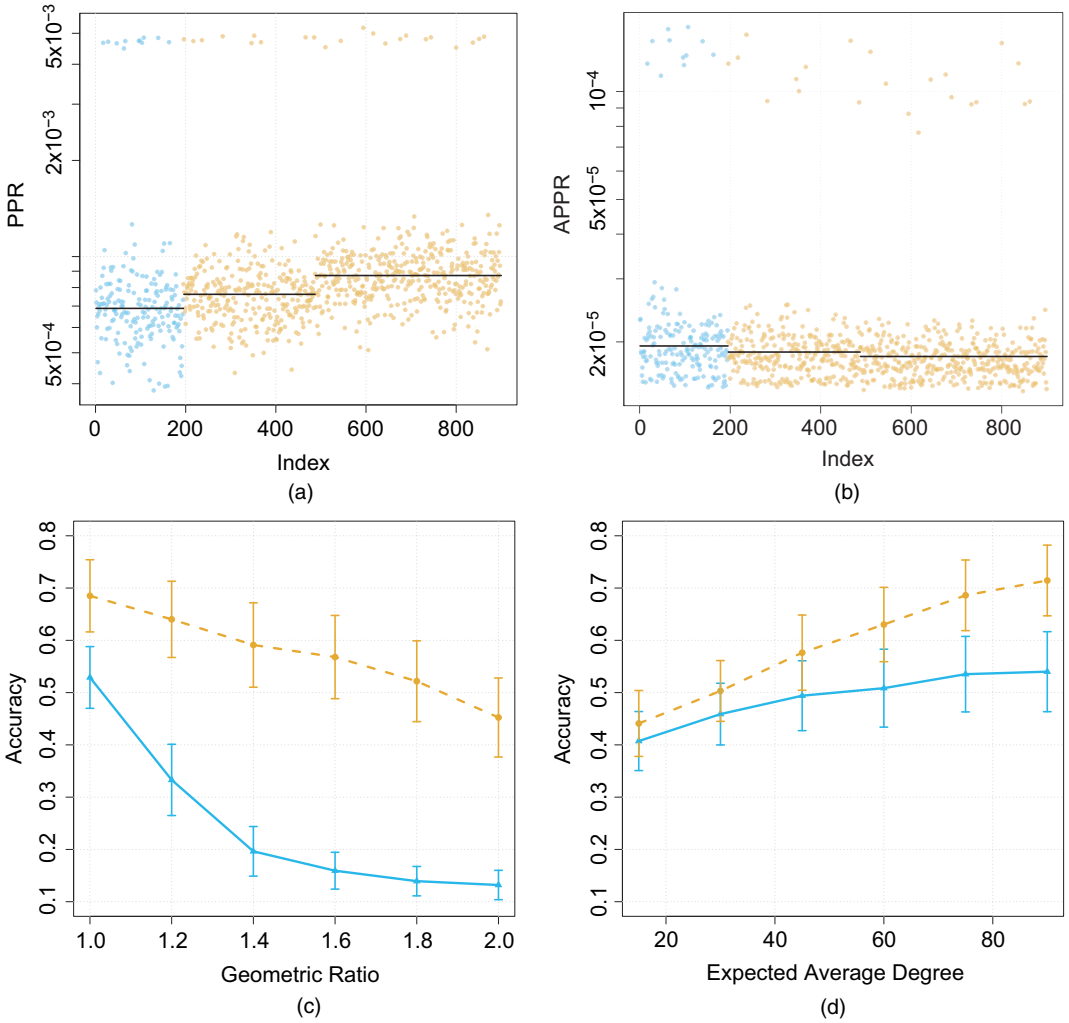 PPR
5x10⁻³
2x10⁻³
5x10⁻⁴
0 200 400 600 800
Index
(a)
APPR
10⁻⁴
5x10⁻⁵
2x10⁻⁵
0 200 400 600 800
Index
(b)
Accuracy
0.8
0.7
0.6
0.5
0.4
0.3
0.2
0.1
1.0 1.2 1.4 1.6 1.8 2.0
Geometric Ratio
(c)
Accuracy
0.8
0.7
0.6
0.5
0.4
0.3
0.2
0.1
20 40 60 80
Expected Average Degree
(d)